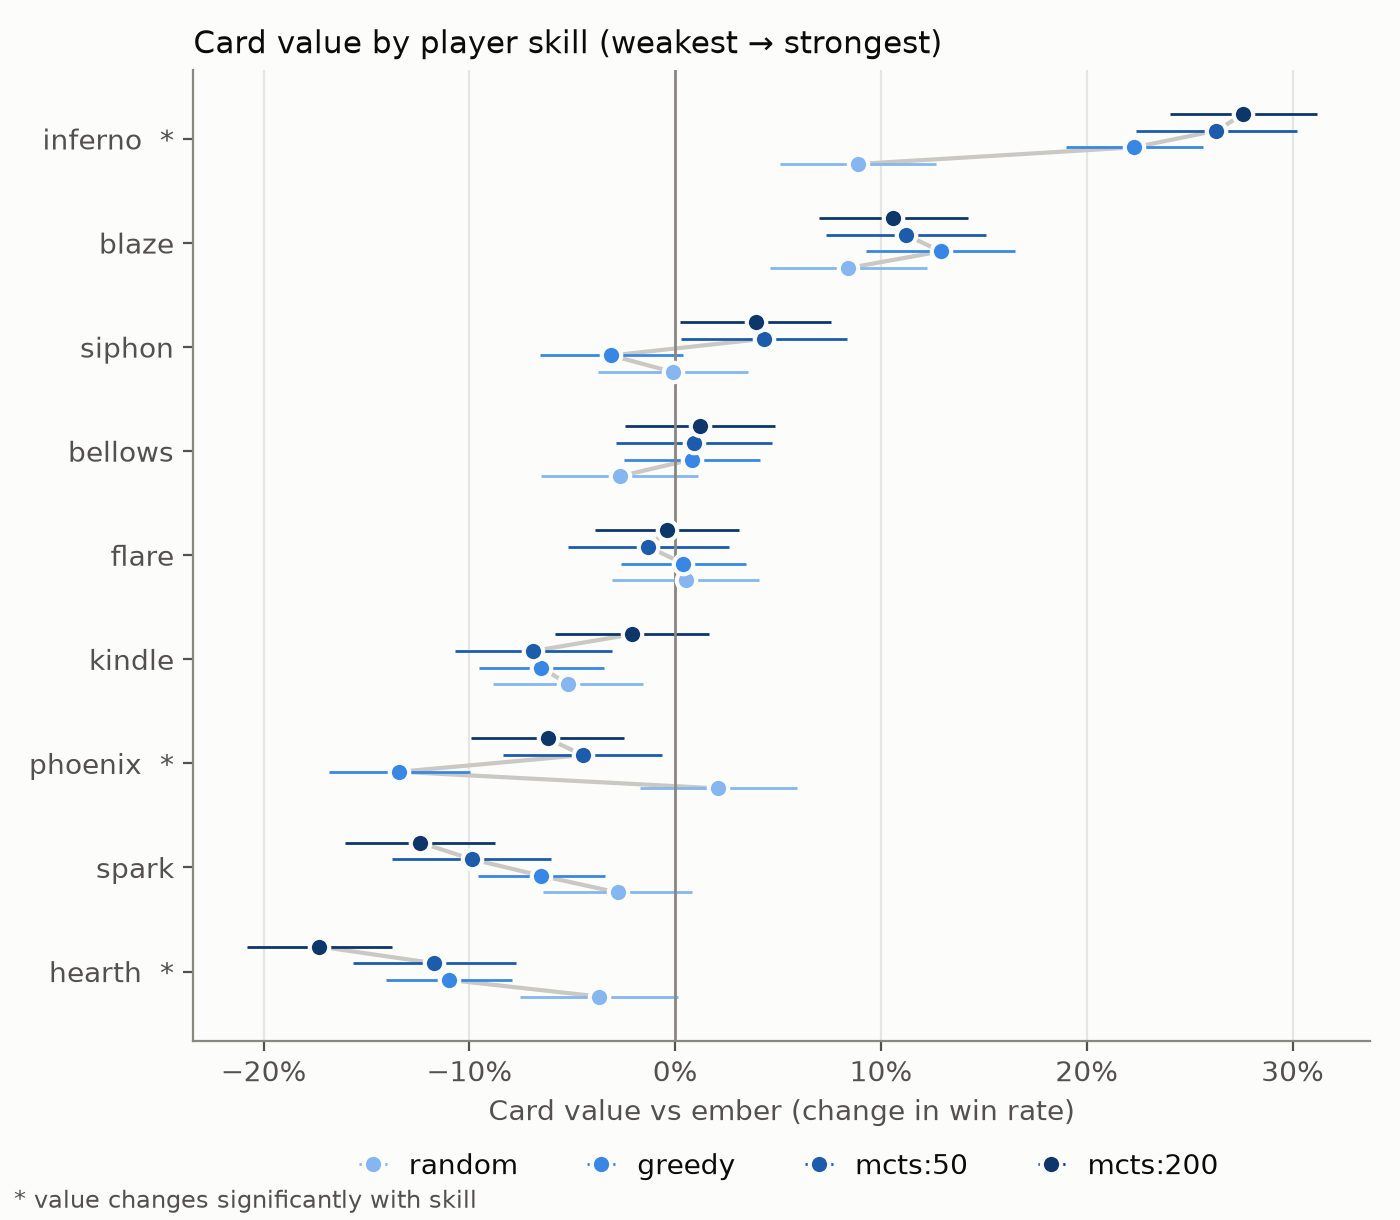 Card value by player skill (weakest → strongest)
inferno *
blaze
siphon
bellows
flare
kindle
phoenix *
spark
hearth *
−20% −10% 0% 10% 20% 30%
Card value vs ember (change in win rate)
random greedy mcts:50 mcts:200
* value changes significantly with skill